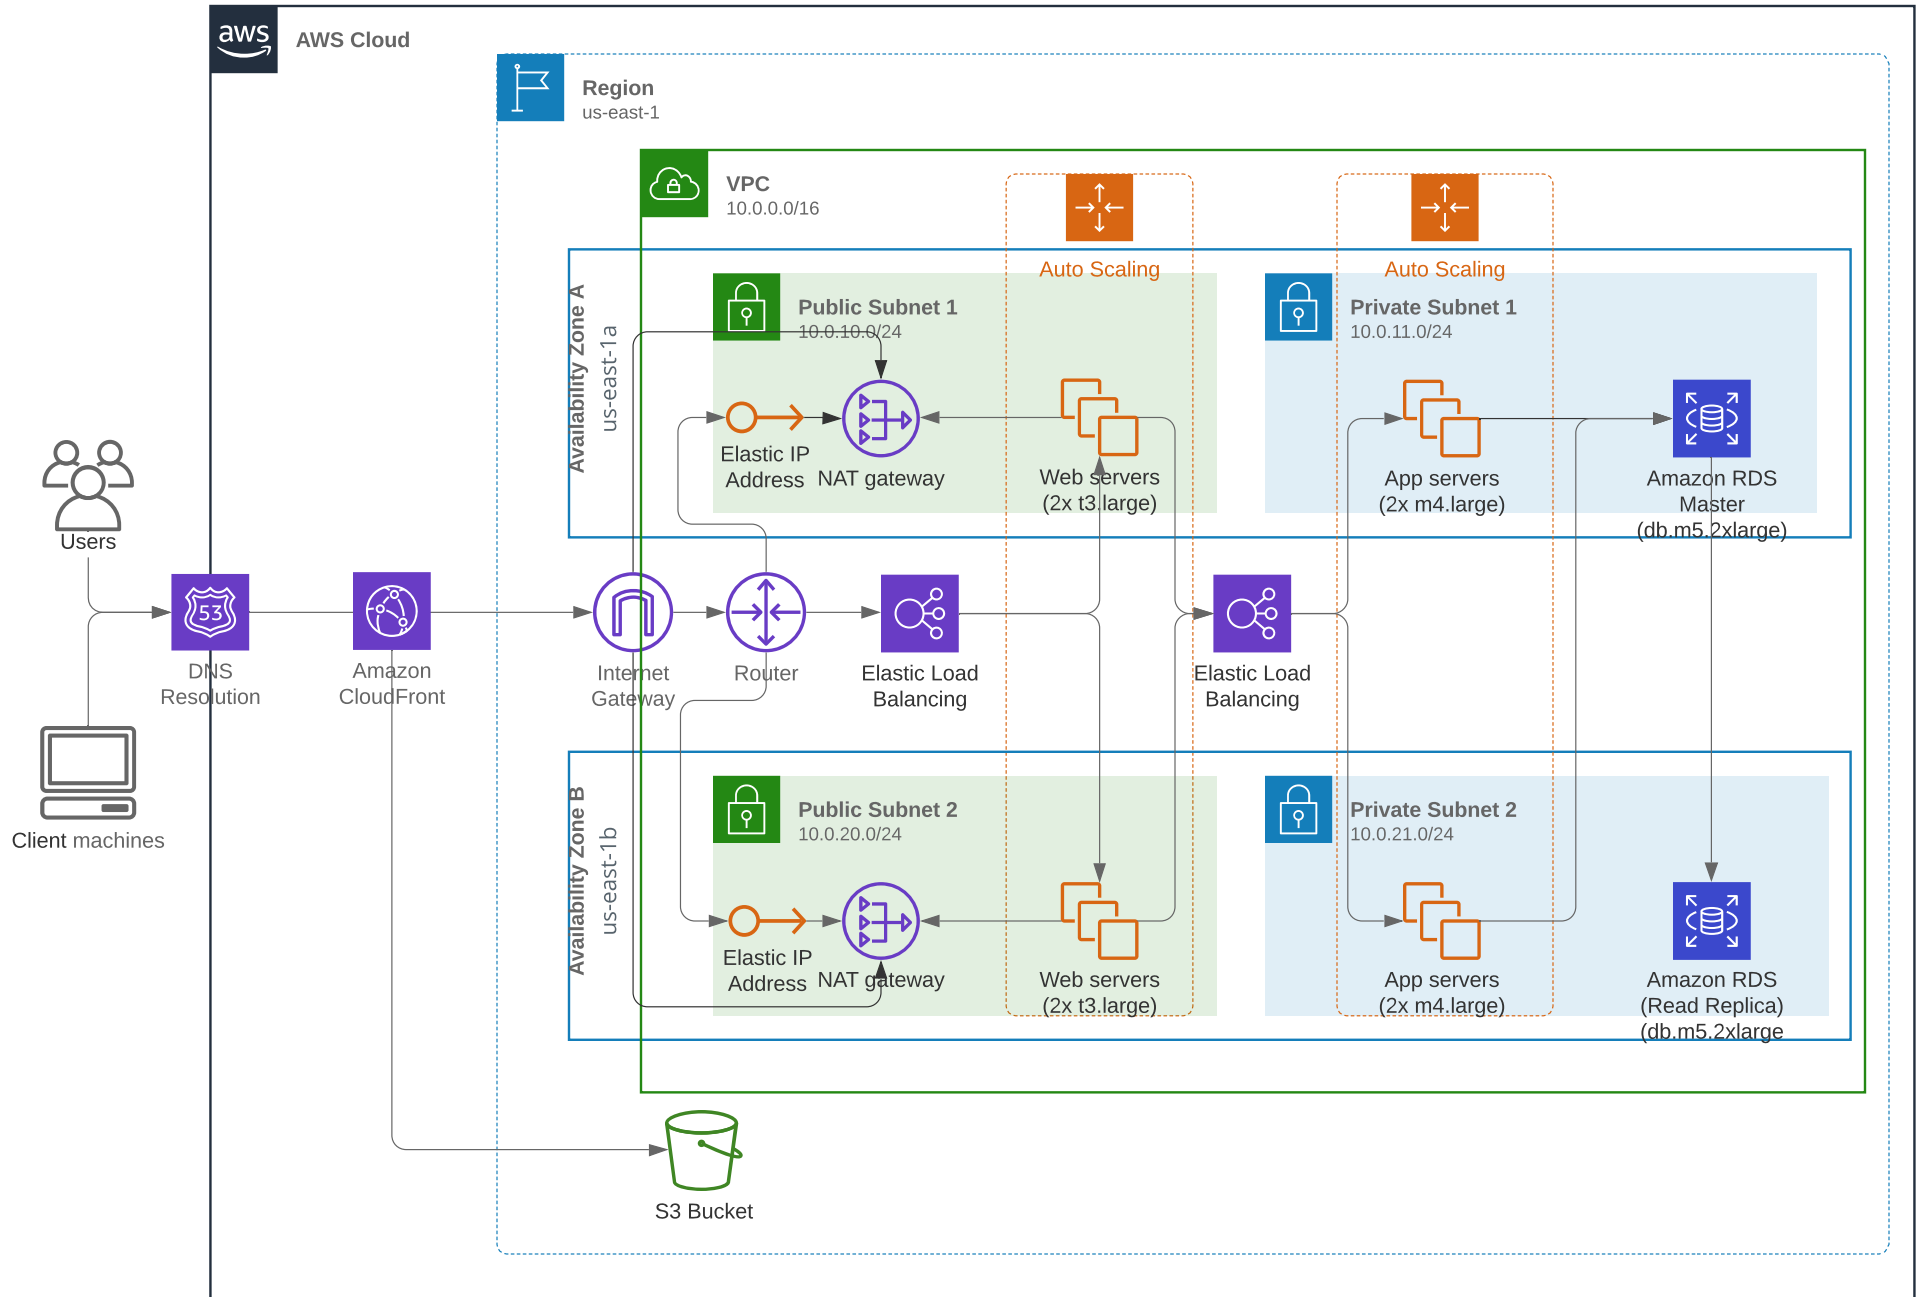 aws
AWS Cloud
Region
us-east-1
VPC
10.0.0.0/16
Auto Scaling
Auto Scaling
Availability Zone A
us-east-1a
Public Subnet 1
10.0.10.0/24
Private Subnet 1
10.0.11.0/24
Elastic IP
Address
NAT gateway
Web servers
(2x t3.large)
App servers
(2x m4.large)
Amazon RDS
Master
(db.m5.2xlarge)
Users
53
DNS
Resolution
Amazon
CloudFront
Internet
Gateway
Router
Elastic Load
Balancing
Elastic Load
Balancing
Client machines
Availability Zone B
us-east-1b
Public Subnet 2
10.0.20.0/24
Private Subnet 2
10.0.21.0/24
Elastic IP
Address
NAT gateway
Web servers
(2x t3.large)
App servers
(2x m4.large)
Amazon RDS
(Read Replica)
(db.m5.2xlarge
S3 Bucket